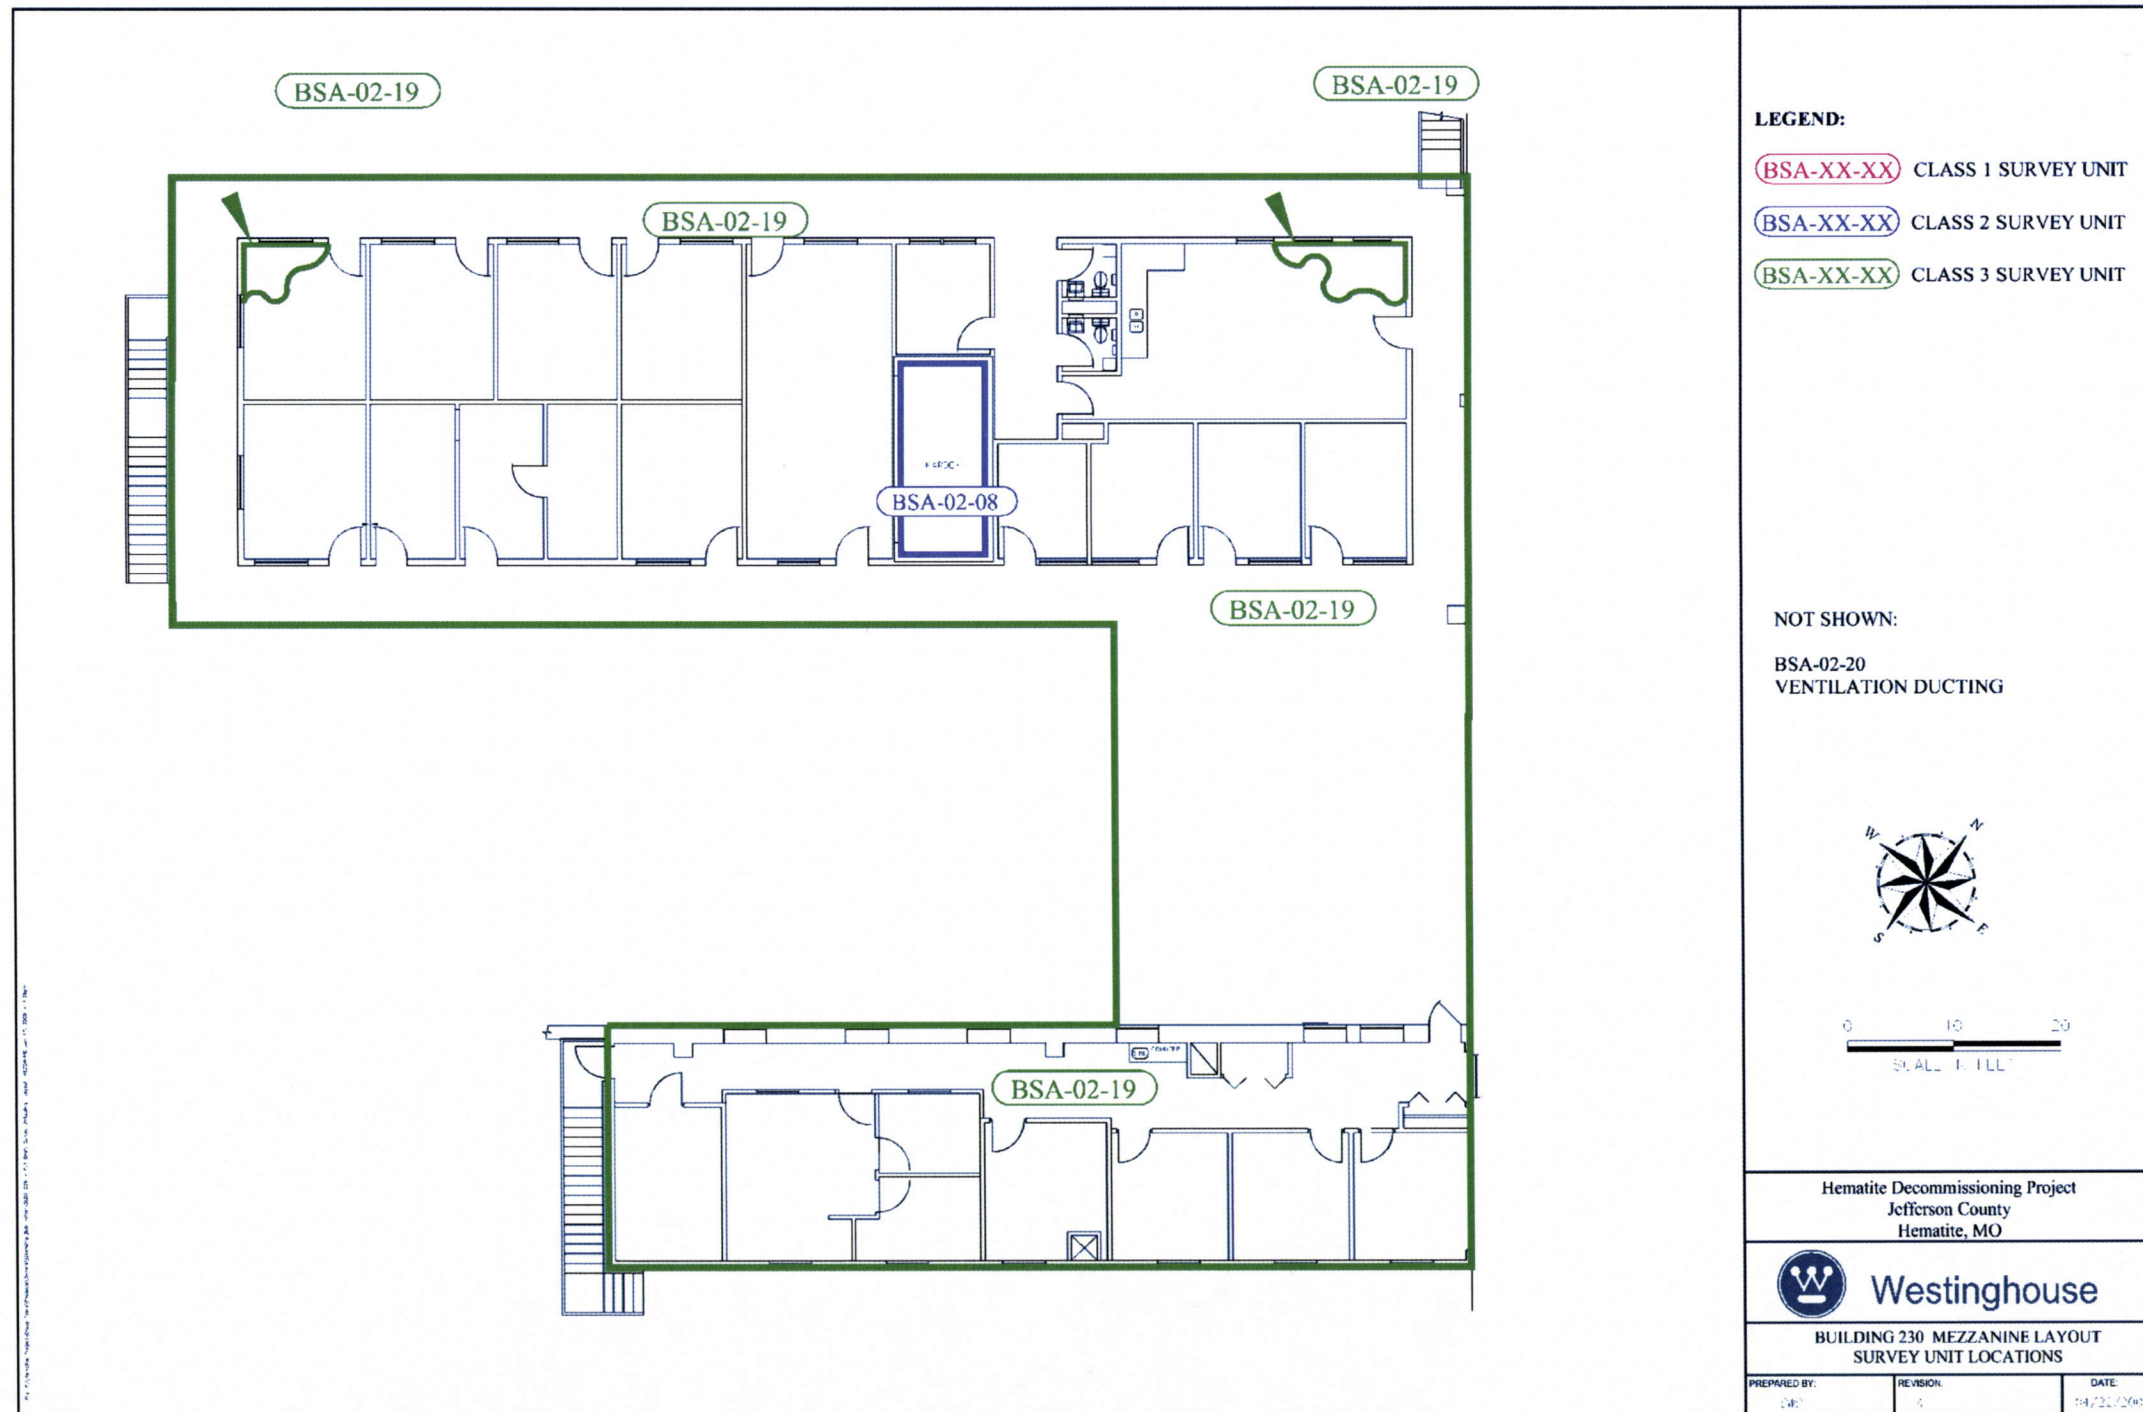 BSA-02-19
BSA-02-19
BSA-02-19
BSA-02-08
BSA-02-19
BSA-02-19
LEGEND:
BSA-XX-XX CLASS 1 SURVEY UNIT
BSA-XX-XX CLASS 2 SURVEY UNIT
BSA-XX-XX CLASS 3 SURVEY UNIT
NOT SHOWN:
BSA-02-20
VENTILATION DUCTING
W N
S E
0 10 20
Hematite Decommissioning Project
Jefferson County
Hematite, MO
Westinghouse
BUILDING 230 MEZZANINE LAYOUT
SURVEY UNIT LOCATIONS
PREPARED BY: REVISION: DATE: